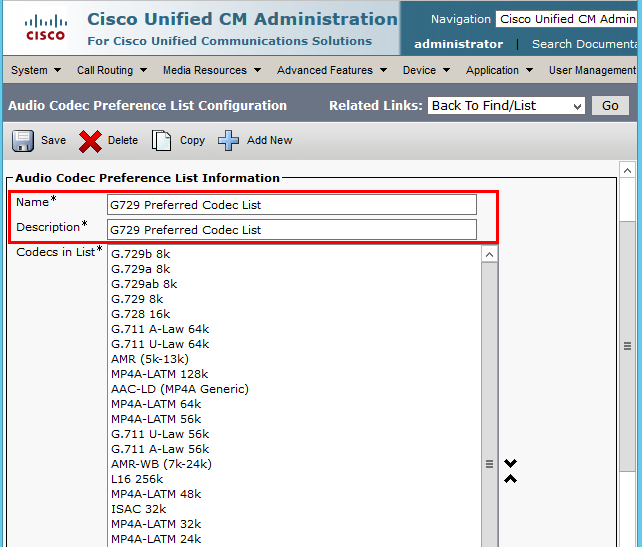 Cisco Unified CM Administration
Navigation Cisco Unified CM Admin
CISCO
For Cisco Unified Communications Solutions
administrator | Search Documenta
System Call Routing Media Resources Advanced Features Device Application User Management
Audio Codec Preference List Configuration Related Links: Back To Find/List Go
Save Delete Copy Add New
Audio Codec Preference List Information
Name* G729 Preferred Codec List
Description* G729 Preferred Codec List
Codecs in List* G.729b 8k
G.729a 8k
G.729ab 8k
G.729 8k
G.728 16k
G.711 A-Law 64k
G.711 U-Law 64k
AMR (5k-13k)
MP4A-LATM 128k
AAC-LD (MP4A Generic)
MP4A-LATM 64k
MP4A-LATM 56k
G.711 U-Law 56k
G.711 A-Law 56k
AMR-WB (7k-24k)
L16 256k
MP4A-LATM 48k
ISAC 32k
MP4A-LATM 32k
MP4A-LATM 24k